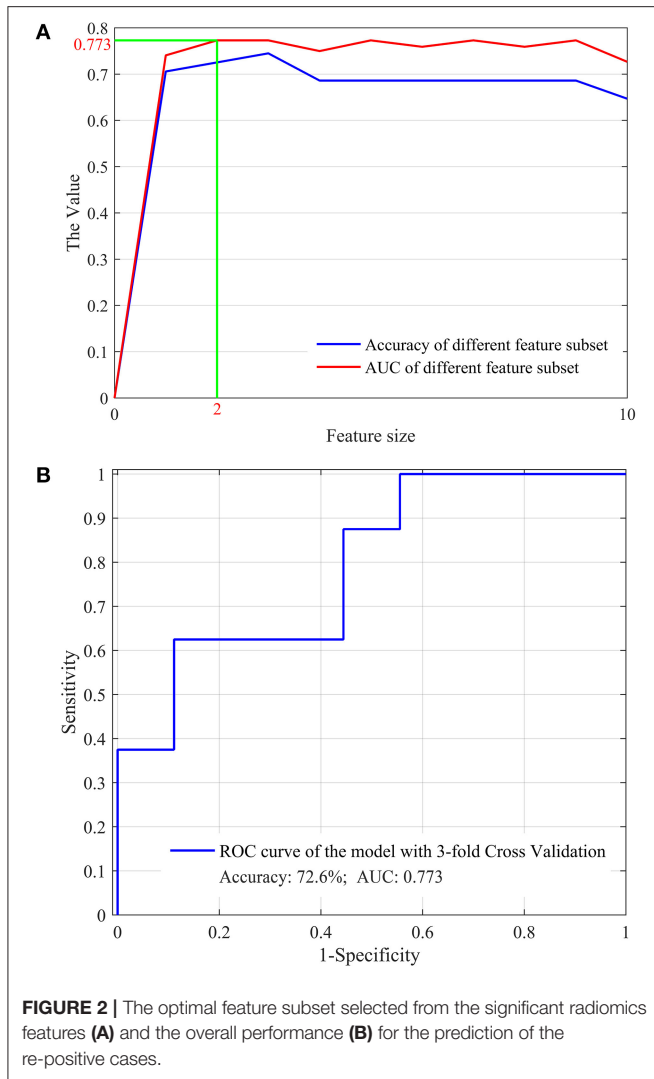 A
0.8
0.773
0.7
0.6
0.5
0.4
0.3
0.2
0.1
0
The Value
Accuracy of different feature subset
AUC of different feature subset
0
2
10
Feature size
B
1
0.9
0.8
0.7
0.6
0.5
0.4
0.3
0.2
0.1
0
Sensitivity
ROC curve of the model with 3-fold Cross Validation
Accuracy: 72.6%; AUC: 0.773
0
0.2
0.4
0.6
0.8
1
1-Specificity
FIGURE 2 | The optimal feature subset selected from the significant radiomics
features (A) and the overall performance (B) for the prediction of the
re-positive cases.